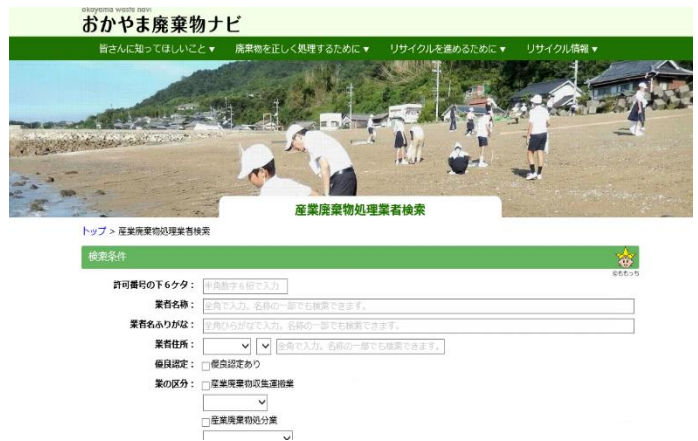 okayama waste navi
おかやま廃棄物ナビ
皆さんに知ってほしいこと▼ 廃棄物を正しく処理するために▼ リサイクルを進めるために▼ リサイクル情報▼
産業廃棄物処理業者検索
トップ > 産業廃棄物処理業者検索
検索条件
©ももっち
許可番号の下6ケタ： 半角数字6桁で入力
業者名称： 全角で入力。名称の一部でも検索できます。
業者名ふりがな： 全角ひらがなで入力。名称の一部でも検索できます。
業者住所： 全角で入力。名称の一部でも検索できます。
優良認定： 優良認定あり
業の区分： 産業廃棄物収集運搬業
産業廃棄物処分業